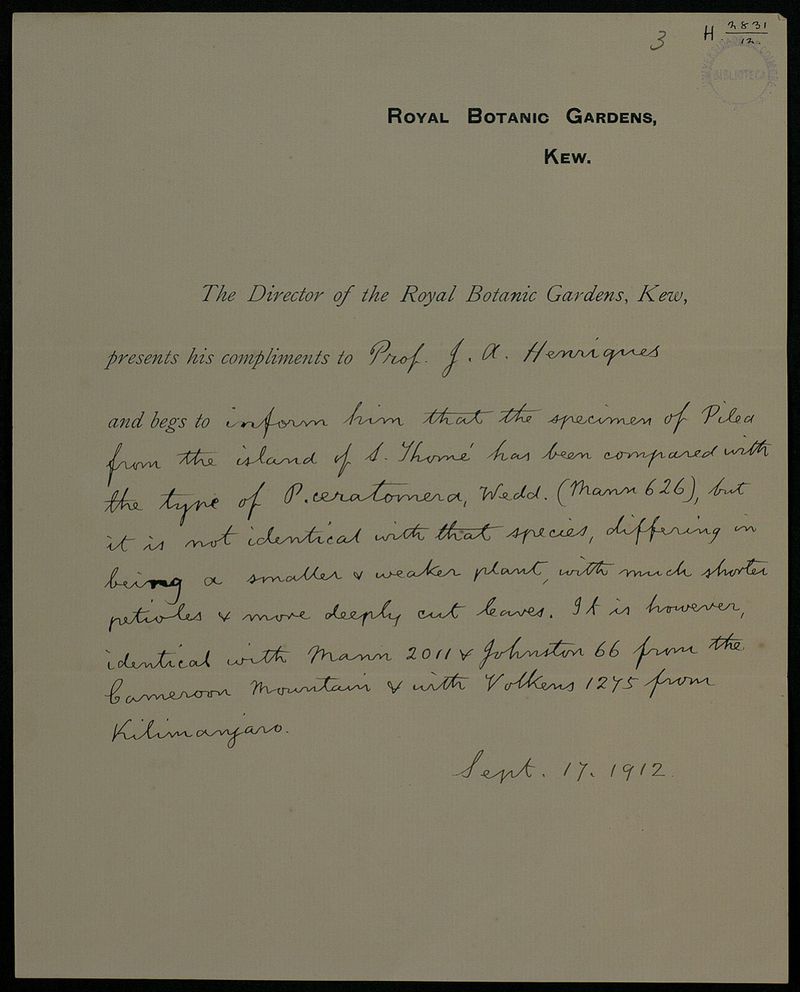 3
H 3831
12
BIBLIOTECA
ROYAL BOTANIC GARDENS,
KEW.
The Director of the Royal Botanic Gardens, Kew,
presents his compliments to Prof. J. A. Henriques
and begs to inform him that the specimen of Pilea
from the island of S. Thomé has been compared with
the type of P. ceratomera, Wedd. (Mann 626), but
it is not identical with that species, differing in
being a smaller & weaker plant, with much shorter
petioles & more deeply cut leaves. It is however,
identical with Mann 2011 & Johnston 66 from the
Cameroon Mountain & with Volkens 1275 from
Kilimanjaro.
Sept. 17. 1912.